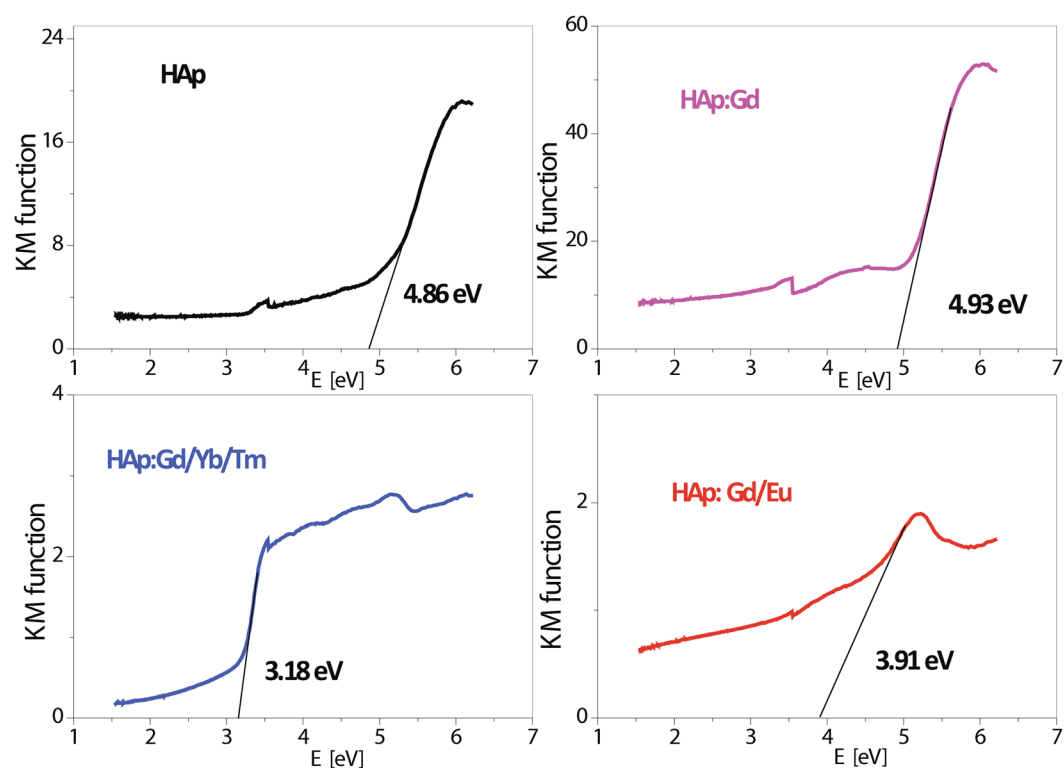 24
HAp
18
KM function
8
4.86 eV
0
1 2 3 4 5 6 7
E [eV]
60
HAp:Gd
40
KM function
20
4.93 eV
0
1 2 3 4 5 6 7
E [eV]
4
HAp:Gd/Yb/Tm
KM function
2
3.18 eV
0
1 2 3 4 5 6 7
E [eV]
HAp: Gd/Eu
2
KM function
3.91 eV
0
1 2 3 4 5 6 7
E [eV]